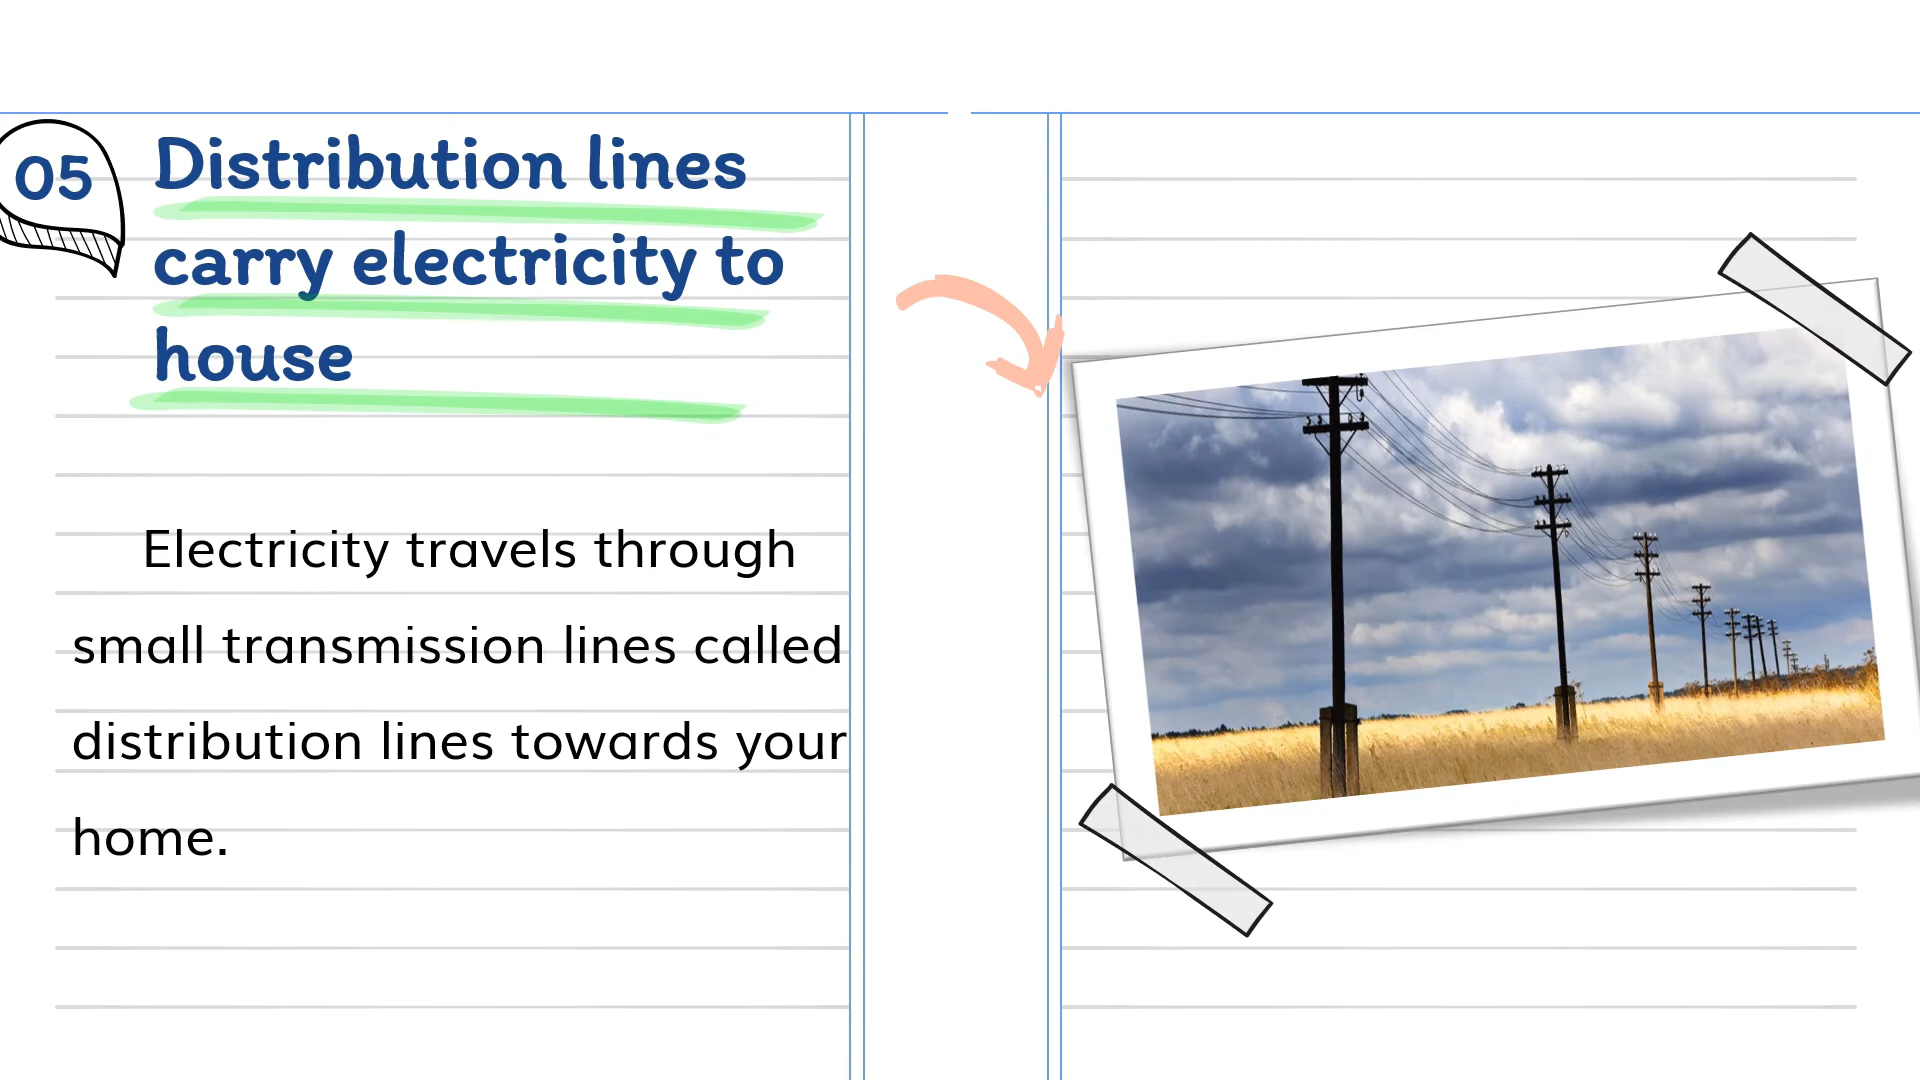 05
Distribution lines
carry electricity to
house
Electricity travels through
small transmission lines called
distribution lines towards your
home.